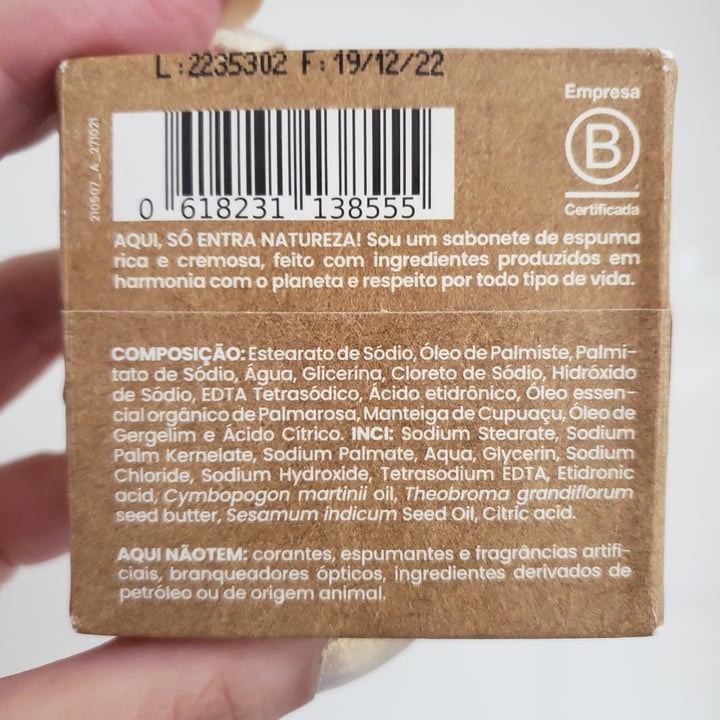 L:2235302 F:19/12/22
Empresa
B
Certificada
210507_A_271621
0 618231 138555
AQUI, SÓ ENTRA NATUREZA! Sou um sabonete de espuma
rica e cremosa, feito com ingredientes produzidos em
harmonia com o planeta e respeito por todo tipo de vida.
COMPOSIÇÃO: Estearato de Sódio, Óleo de Palmiste, Palmi-
tato de Sódio, Água, Glicerina, Cloreto de Sódio, Hidróxido
de Sódio, EDTA Tetrasódico, Ácido etidrônico, Óleo essen-
cial orgânico de Palmarosa, Manteiga de Cupuaçu, Óleo de
Gergelim e Ácido Cítrico. INCI: Sodium Stearate, Sodium
Palm Kernelate, Sodium Palmate, Aqua, Glycerin, Sodium
Chloride, Sodium Hydroxide, Tetrasodium EDTA, Etidronic
acid, Cymbopogon martinii oil, Theobroma grandiflorum
seed butter, Sesamum indicum Seed Oil, Citric acid.
AQUI NÃOTEM: corantes, espumantes e fragrâncias artifi-
ciais, branqueadores ópticos, ingredientes derivados de
petróleo ou de origem animal.